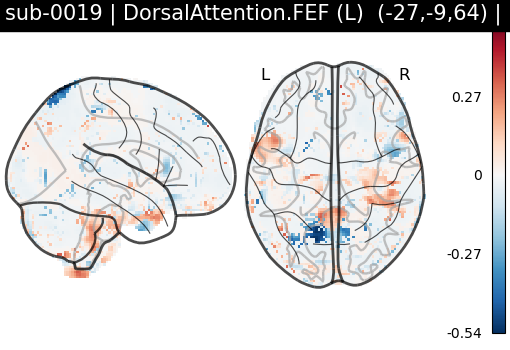 sub-0019 | DorsalAttention.FEF (L)  (-27,-9,64) |
L
R
0.27
0
-0.27
-0.54